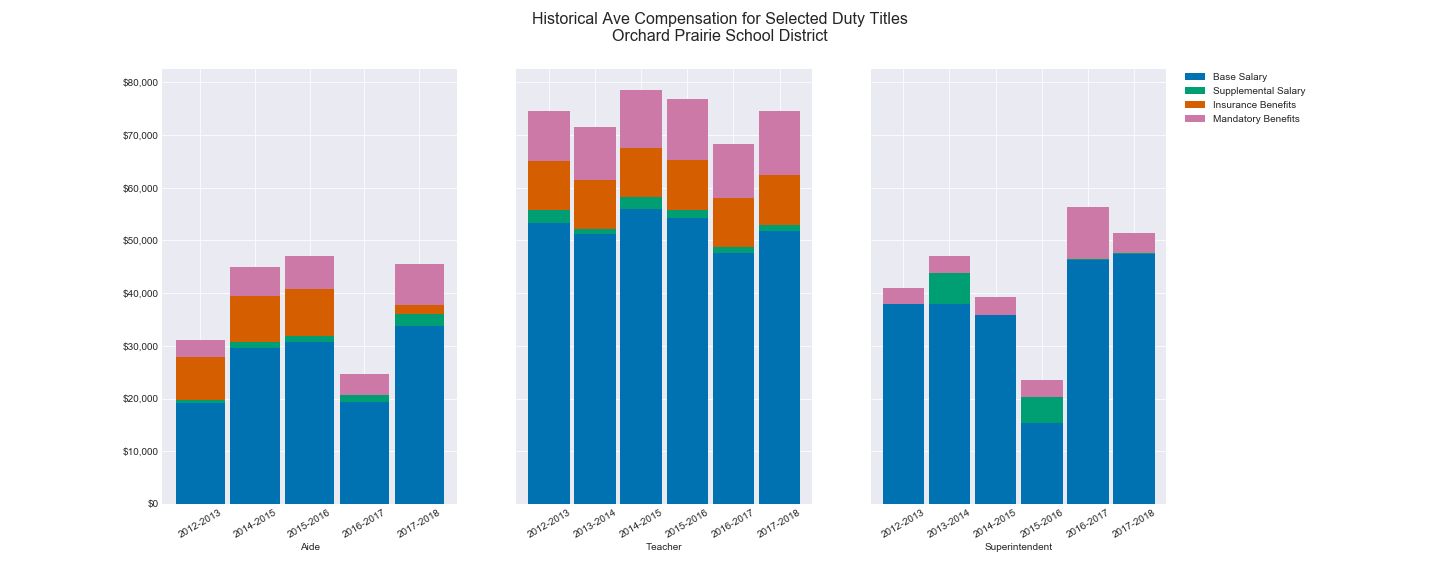 Historical Ave Compensation for Selected Duty Titles
Orchard Prairie School District
$80,000
$70,000
$60,000
$50,000
$40,000
$30,000
$20,000
$10,000
$0
2012-2013
2014-2015
2015-2016
2016-2017
2017-2018
Aide
2012-2013
2013-2014
2014-2015
2015-2016
2016-2017
2017-2018
Teacher
2012-2013
2013-2014
2014-2015
2015-2016
2016-2017
2017-2018
Superintendent
Base Salary
Supplemental Salary
Insurance Benefits
Mandatory Benefits